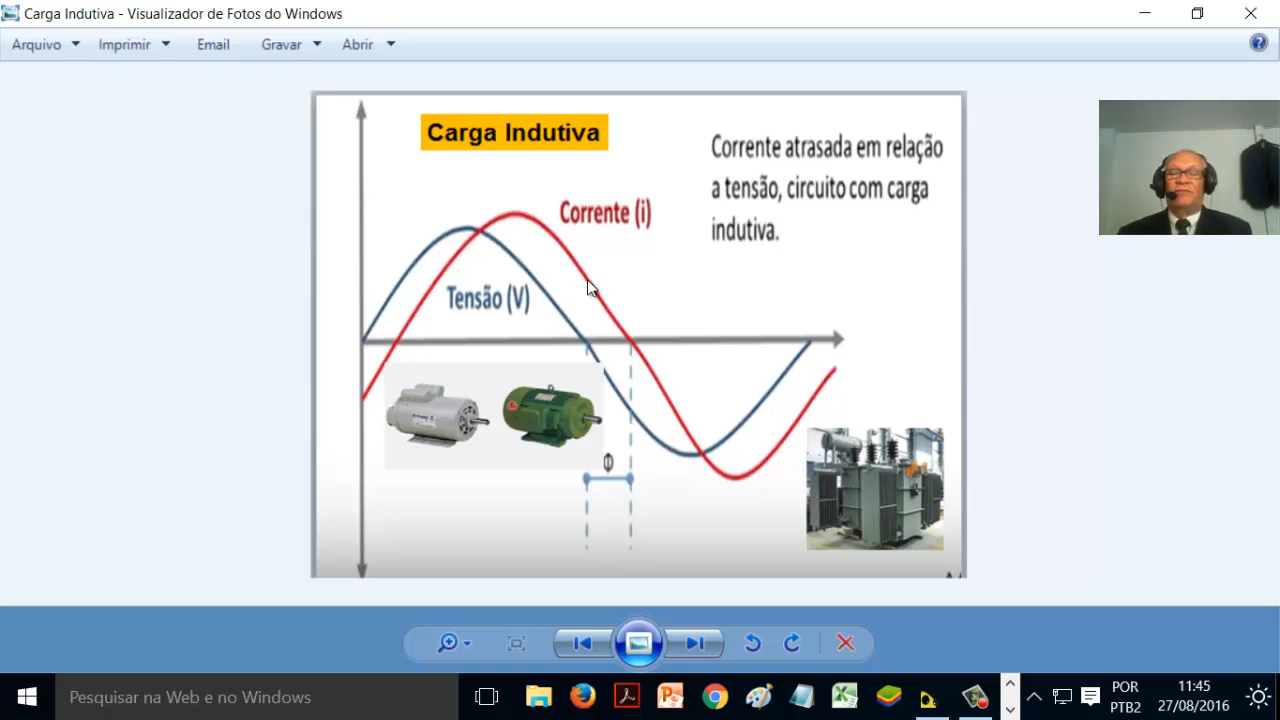 Carga Indutiva - Visualizador de Fotos do Windows
Arquivo Imprimir Email Gravar Abrir
Carga Indutiva
Corrente atrasada em relação
a tensão, circuito com carga
indutiva.
Corrente (i)
Tensão (V)
Φ
Pesquisar na Web e no Windows
POR
PTB2
11:45
27/08/2016